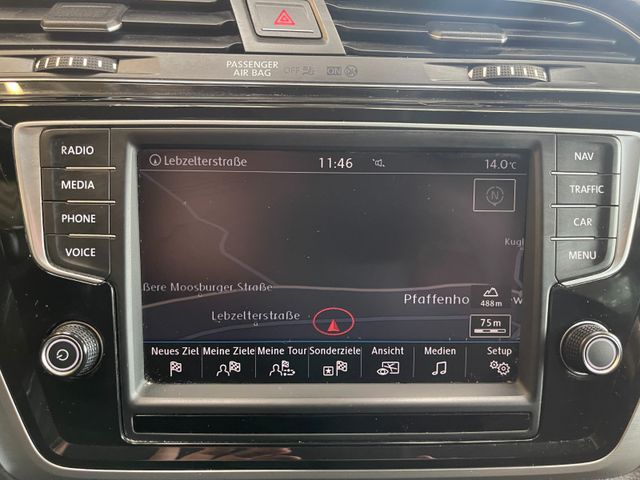 PASSENGER
AIR BAG OFF ON
RADIO
MEDIA
PHONE
VOICE
Lebzelterstraße 11:46 14.0°C
N
Kugl
ßere Moosburger Straße
Pfaffenho
Lebzelterstraße
488m
75m
Neues Ziel Meine Ziele Meine Tour Sonderziele Ansicht Medien Setup
NAV
TRAFFIC
CAR
MENU